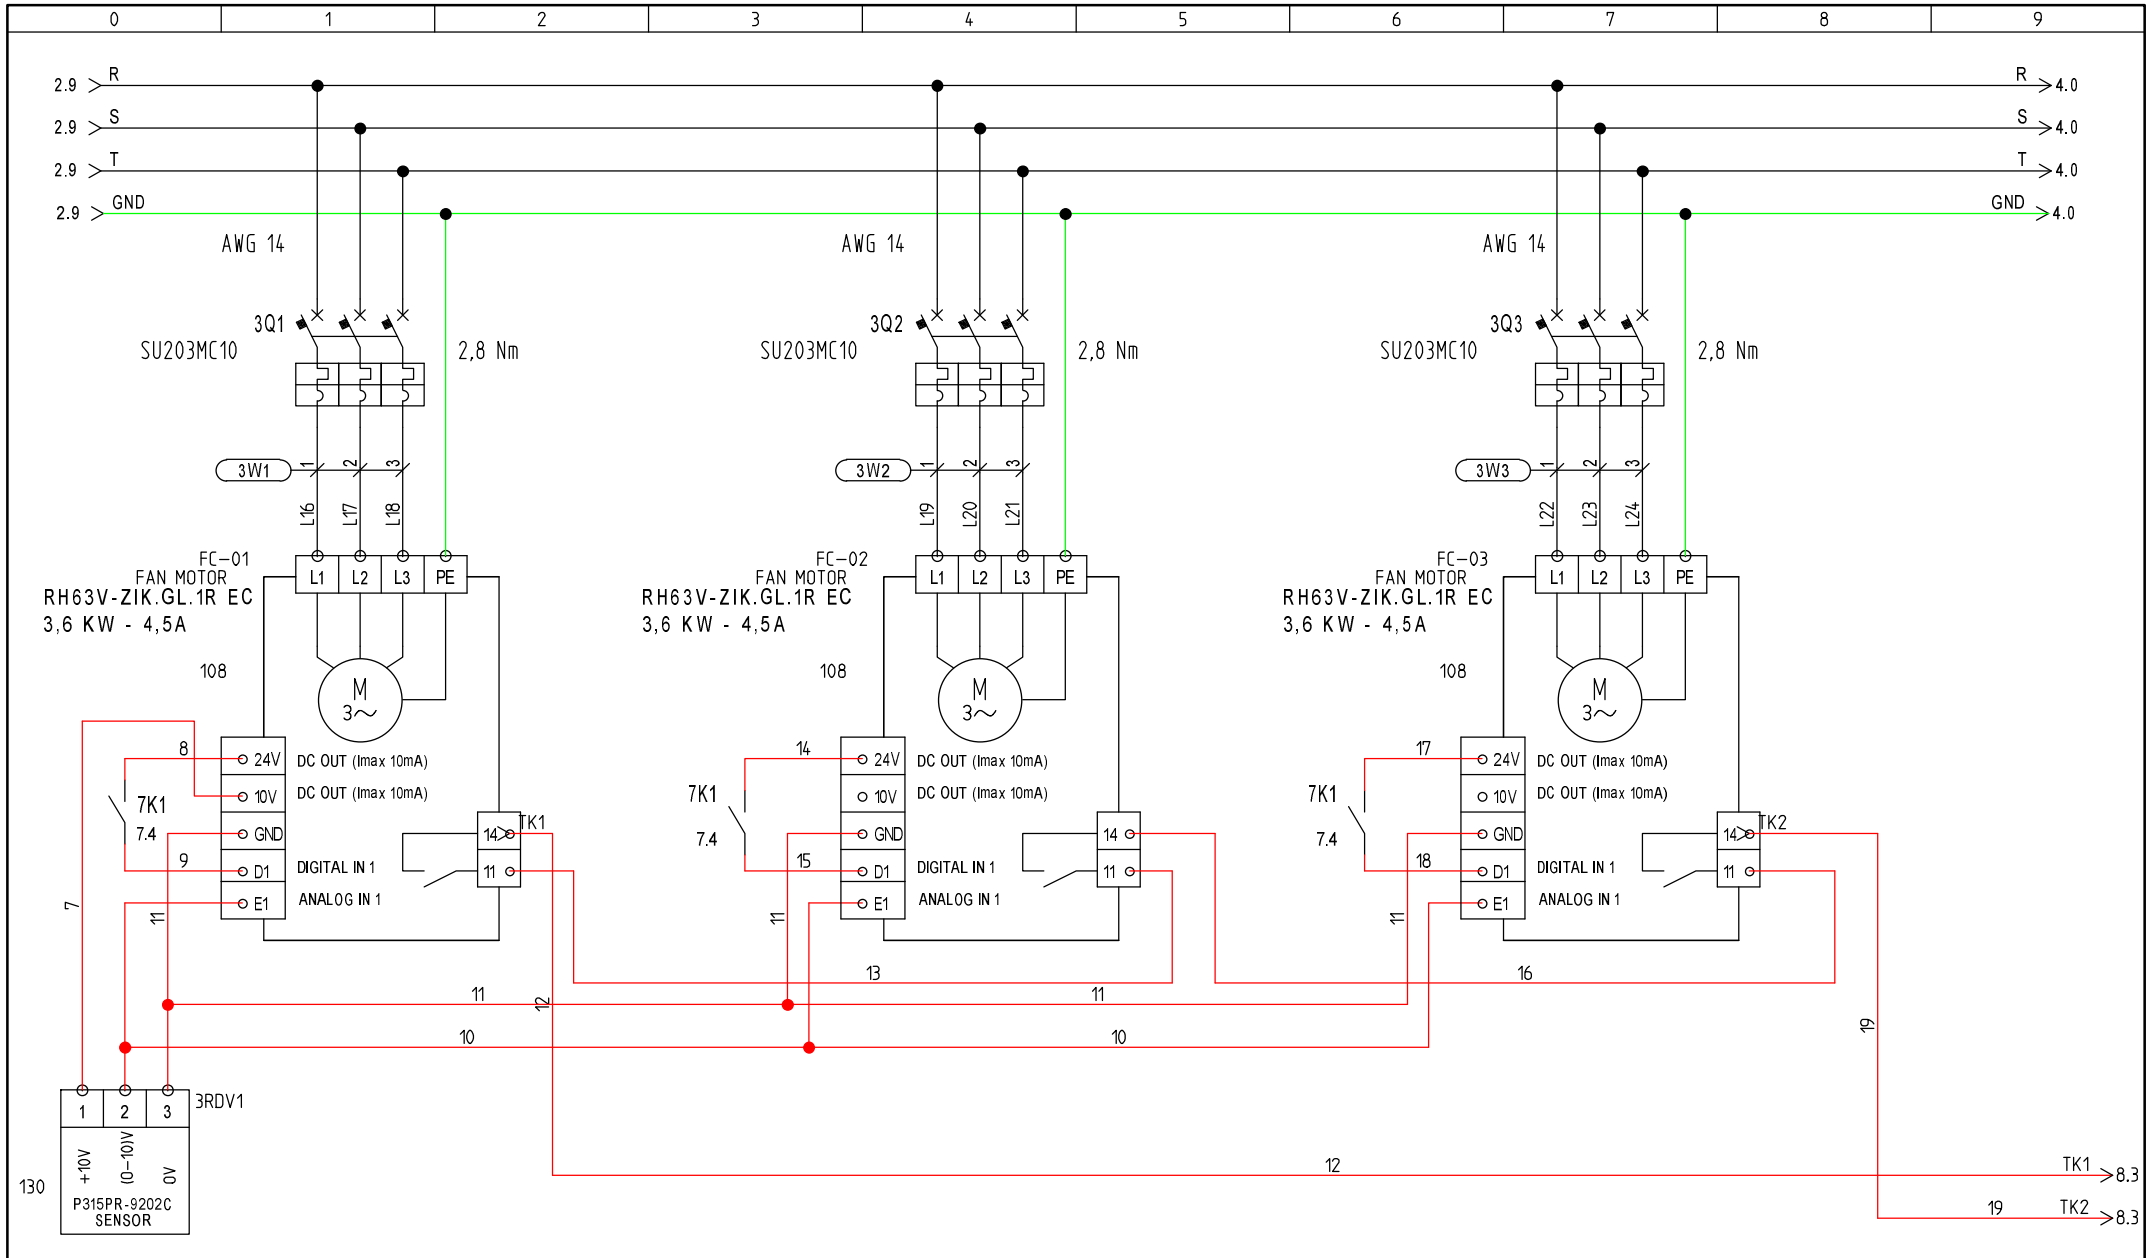 0 1 2 3 4 5 6 7 8 9
2.9 R R 4.0
2.9 S S 4.0
2.9 T T 4.0
2.9 GND GND 4.0
AWG 14 AWG 14 AWG 14
3Q1 3Q2 3Q3
SU203MC10 2,8 Nm SU203MC10 2,8 Nm SU203MC10 2,8 Nm
3W1 1 2 3 3W2 1 2 3 3W3 1 2 3
L16 L17 L18 L19 L20 L21 L22 L23 L24
FC-01 FC-02 FC-03
FAN MOTOR L1 L2 L3 PE FAN MOTOR L1 L2 L3 PE FAN MOTOR L1 L2 L3 PE
RH63V-ZIK.GL.1R EC RH63V-ZIK.GL.1R EC RH63V-ZIK.GL.1R EC
3,6 KW - 4,5A 3,6 KW - 4,5A 3,6 KW - 4,5A
108 108 108
M M M
3~ 3~ 3~
8 24V DC OUT (Imax 10mA) 14 24V DC OUT (Imax 10mA) 17 24V DC OUT (Imax 10mA)
7K1 10V DC OUT (Imax 10mA) 7K1 10V DC OUT (Imax 10mA) 7K1 10V DC OUT (Imax 10mA)
7.4 GND 14 TK1 7.4 GND 14 7.4 GND 14 TK2
9 D1 DIGITAL IN 1 11 15 D1 DIGITAL IN 1 11 18 D1 DIGITAL IN 1 11
7 11 E1 ANALOG IN 1 11 E1 ANALOG IN 1 11 E1 ANALOG IN 1
13 16
11 12 11
10 10 19
1 2 3 3RDV1
+10V (0-10)V 0V
130
P315PR-9202C
SENSOR
12 TK1 8.3
19 TK2 8.3